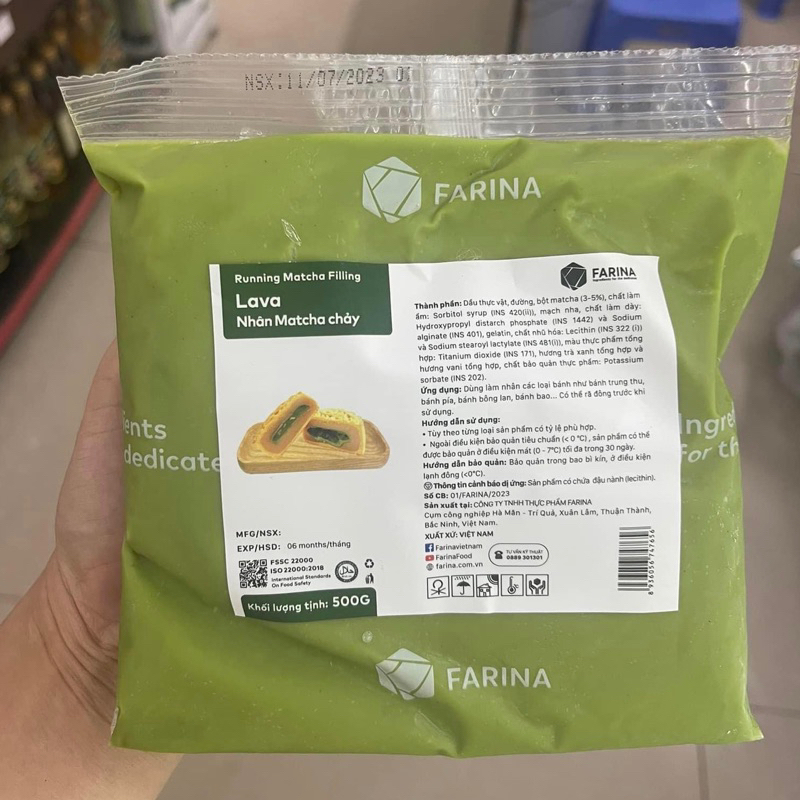 NSX:11/07/2023 01
FARINA
Running Matcha Filling
Lava
Nhân Matcha chảy
FARINA
Ingredients for the dedicated
Thành phần: Dầu thực vật, đường, bột matcha (3-5%), chất làm
ẩm: Sorbitol syrup (INS 420(ii)), mạch nha, chất làm dày:
Hydroxypropyl distarch phosphate (INS 1442) và Sodium
alginate (INS 401), gelatin, chất nhũ hóa: Lecithin (INS 322 (i))
và Sodium stearoyl lactylate (INS 481(i)), màu thực phẩm tổng
hợp: Titanium dioxide (INS 171), hương trà xanh tổng hợp và
hương vani tổng hợp, chất bảo quản thực phẩm: Potassium
sorbate (INS 202).
Ứng dụng: Dùng làm nhân các loại bánh như bánh trung thu,
bánh pía, bánh bông lan, bánh bao... Có thể rã đông trước khi
sử dụng.
Hướng dẫn sử dụng:
• Tùy theo từng loại sản phẩm có tỷ lệ phù hợp.
• Ngoài điều kiện bảo quản tiêu chuẩn (< 0 °C) , sản phẩm có thể
được bảo quản ở điều kiện mát (0 - 7°C) tối đa trong 30 ngày.
Hướng dẫn bảo quản: Bảo quản trong bao bì kín, ở điều kiện
lạnh đông (<0°C).
Thông tin cảnh báo dị ứng: Sản phẩm có chứa đậu nành (lecithin).
Số CB: 01/FARINA/2023
Sản xuất tại: CÔNG TY TNHH THỰC PHẨM FARINA
Cụm công nghiệp Hà Mãn - Trí Quả, Xuân Lâm, Thuận Thành,
Bắc Ninh, Việt Nam.
XUẤT XỨ: VIỆT NAM
Farinavietnam
FarinaFood
farina.com.vn
TƯ VẤN KỸ THUẬT
0889 301301
8936056747656
ents
dedicate
Ingre
For th
MFG/NSX:
EXP/HSD: 06 months/tháng
FSSC 22000
ISO 22000:2018
International Standards
On Food Safety
HALAL
Khối lượng tịnh: 500G
FARINA